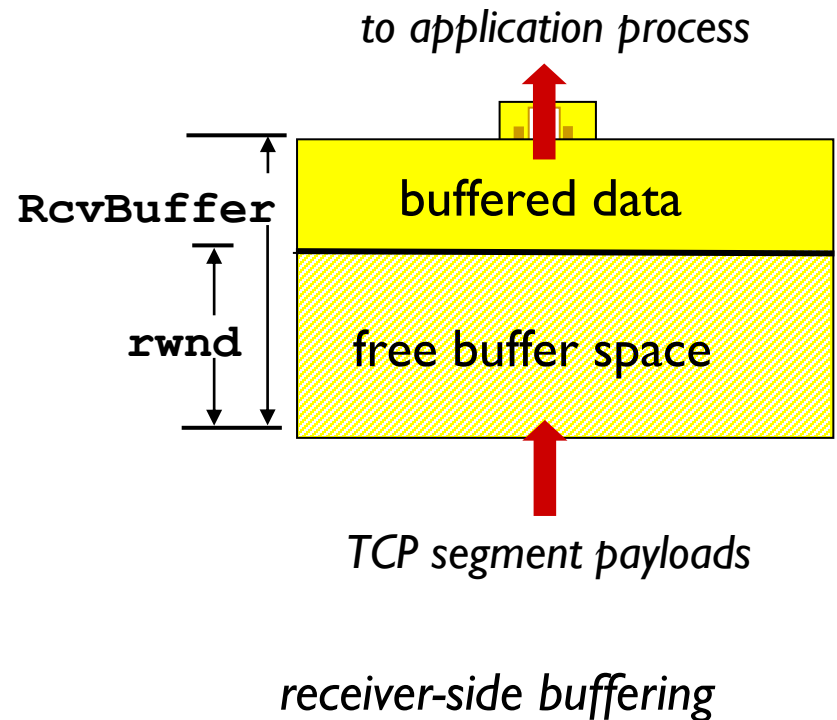 to application process
RcvBuffer
buffered data
rwnd
free buffer space
TCP segment payloads
receiver-side buffering